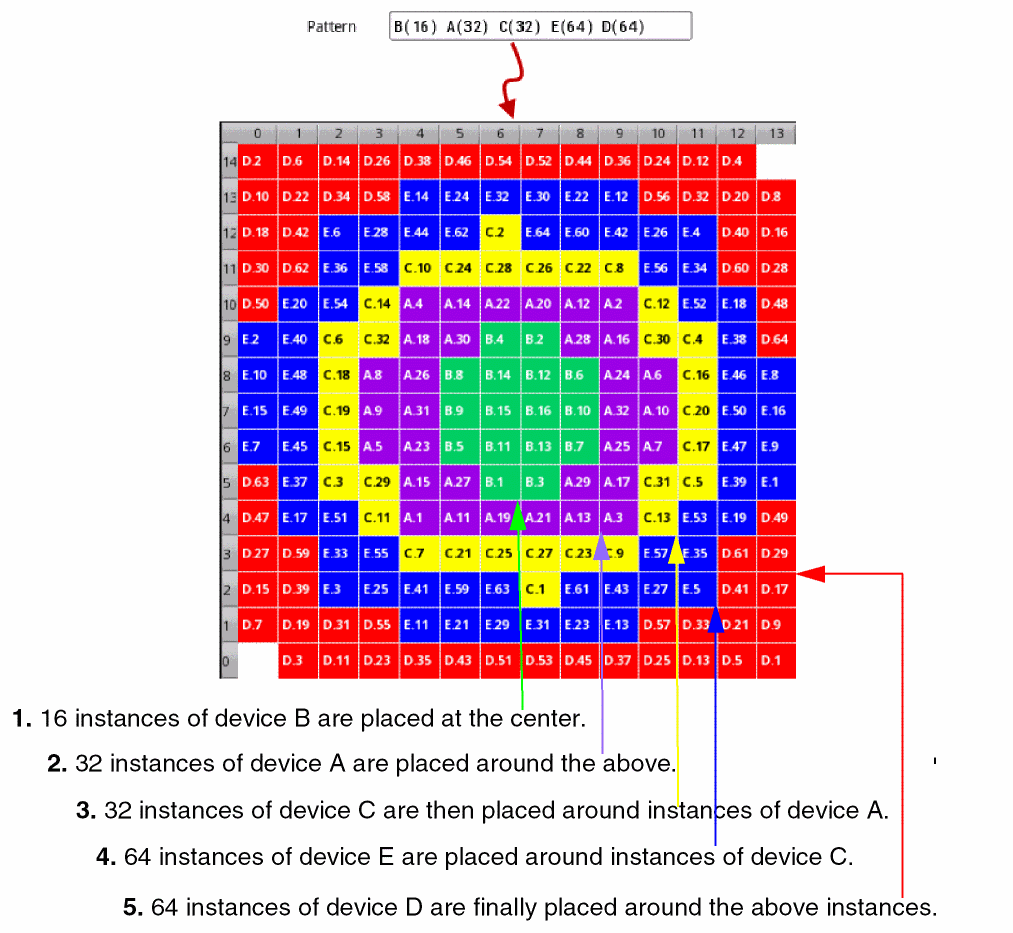 Pattern B(16) A(32) C(32) E(64) D(64)
0 1 2 3 4 5 6 7 8 9 10 11 12 13
14 D.2 D.6 D.14 D.26 D.38 D.46 D.54 D.52 D.44 D.36 D.24 D.12 D.4
13 D.10 D.22 D.34 D.58 E.14 E.24 E.32 E.30 E.22 E.12 D.56 D.32 D.20 D.8
12 D.18 D.42 E.6 E.28 E.44 E.62 C.2 E.64 E.60 E.42 E.26 E.4 D.40 D.16
11 D.30 D.62 E.36 E.58 C.10 C.24 C.28 C.26 C.22 C.8 E.56 E.34 D.60 D.28
10 D.50 E.20 E.54 C.14 A.4 A.14 A.22 A.20 A.12 A.2 C.12 E.52 E.18 D.48
9 E.2 E.40 C.6 C.32 A.18 A.30 B.4 B.2 A.28 A.16 C.30 C.4 E.38 D.64
8 E.10 E.48 C.18 A.8 A.26 B.8 B.14 B.12 B.6 A.24 A.6 C.16 E.46 E.8
7 E.15 E.49 C.19 A.9 A.31 B.9 B.15 B.16 B.10 A.32 A.10 C.20 E.50 E.16
6 E.7 E.45 C.15 A.5 A.23 B.5 B.11 B.13 B.7 A.25 A.7 C.17 E.47 E.9
5 D.63 E.37 C.3 C.29 A.15 A.27 B.1 B.3 A.29 A.17 C.31 C.5 E.39 E.1
4 D.47 E.17 E.51 C.11 A.1 A.11 A.19 A.21 A.13 A.3 C.13 E.53 E.19 D.49
3 D.27 D.59 E.33 E.55 C.7 C.21 C.25 C.27 C.23 C.9 E.57 E.35 D.61 D.29
2 D.15 D.39 E.3 E.25 E.41 E.59 E.63 C.1 E.61 E.43 E.27 E.5 D.41 D.17
1 D.7 D.19 D.31 D.55 E.11 E.21 E.29 E.31 E.23 E.13 D.57 D.33 D.21 D.9
0 D.3 D.11 D.23 D.35 D.43 D.51 D.53 D.45 D.37 D.25 D.13 D.5 D.1
1. 16 instances of device B are placed at the center.
2. 32 instances of device A are placed around the above.
3. 32 instances of device C are then placed around instances of device A.
4. 64 instances of device E are placed around instances of device C.
5. 64 instances of device D are finally placed around the above instances.